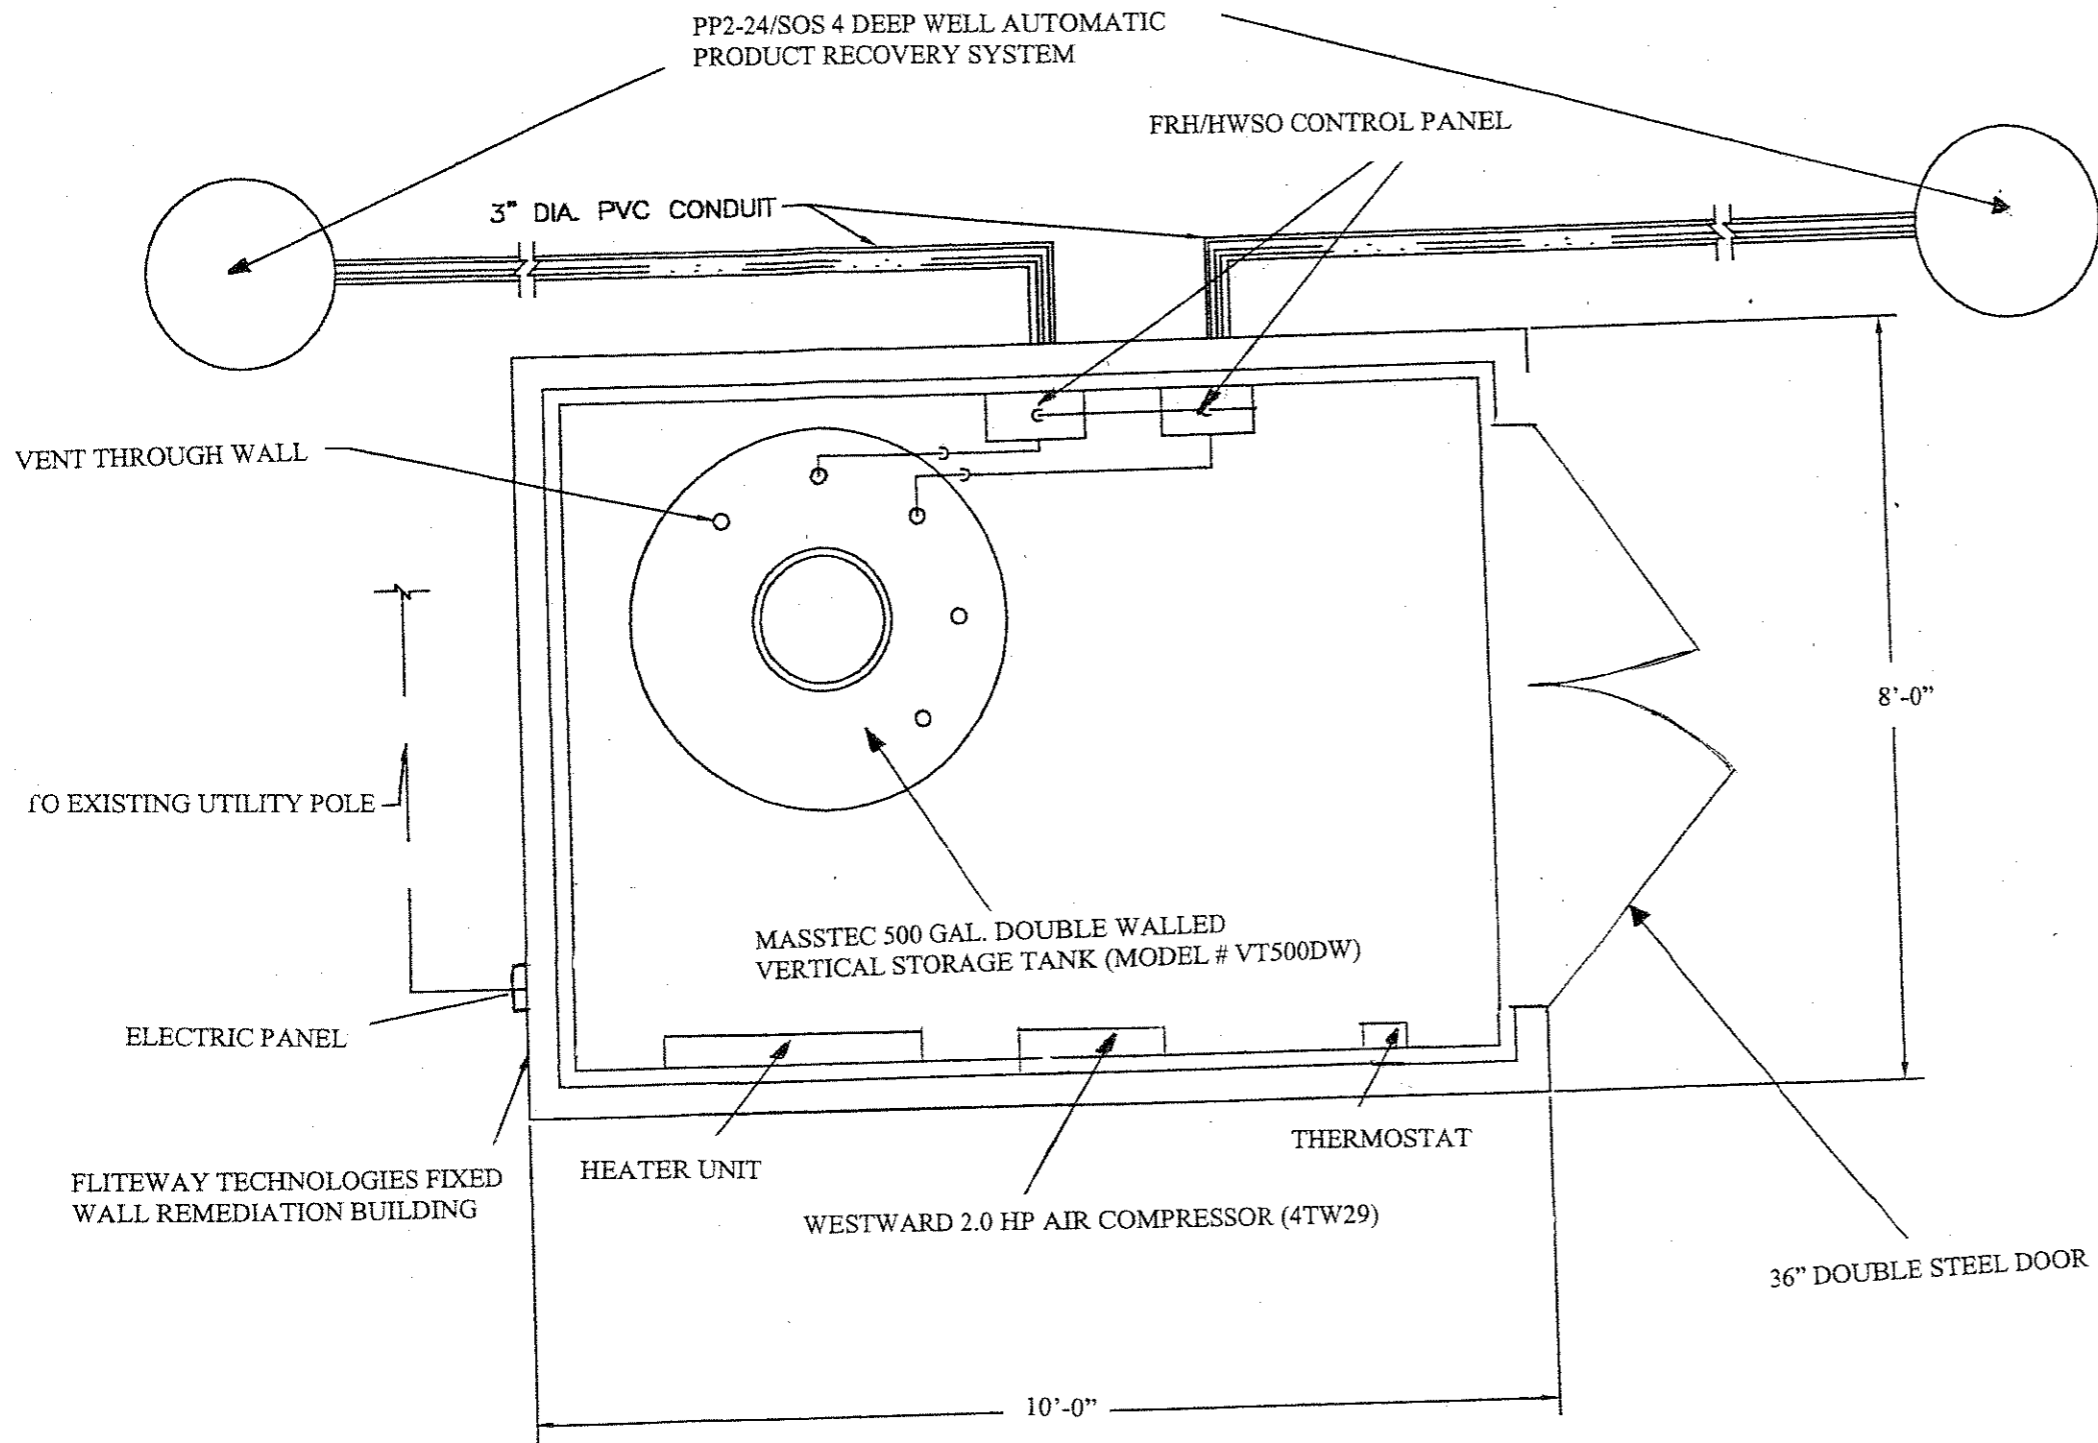 PP2-24/SOS 4 DEEP WELL AUTOMATIC
PRODUCT RECOVERY SYSTEM
FRH/HWSO CONTROL PANEL
3" DIA. PVC CONDUIT
VENT THROUGH WALL
8'-0"
TO EXISTING UTILITY POLE
MASSTEC 500 GAL. DOUBLE WALLED
VERTICAL STORAGE TANK (MODEL # VT500DW)
ELECTRIC PANEL
THERMOSTAT
HEATER UNIT
FLITEWAY TECHNOLOGIES FIXED
WALL REMEDIATION BUILDING
WESTWARD 2.0 HP AIR COMPRESSOR (4TW29)
36" DOUBLE STEEL DOOR
10'-0"